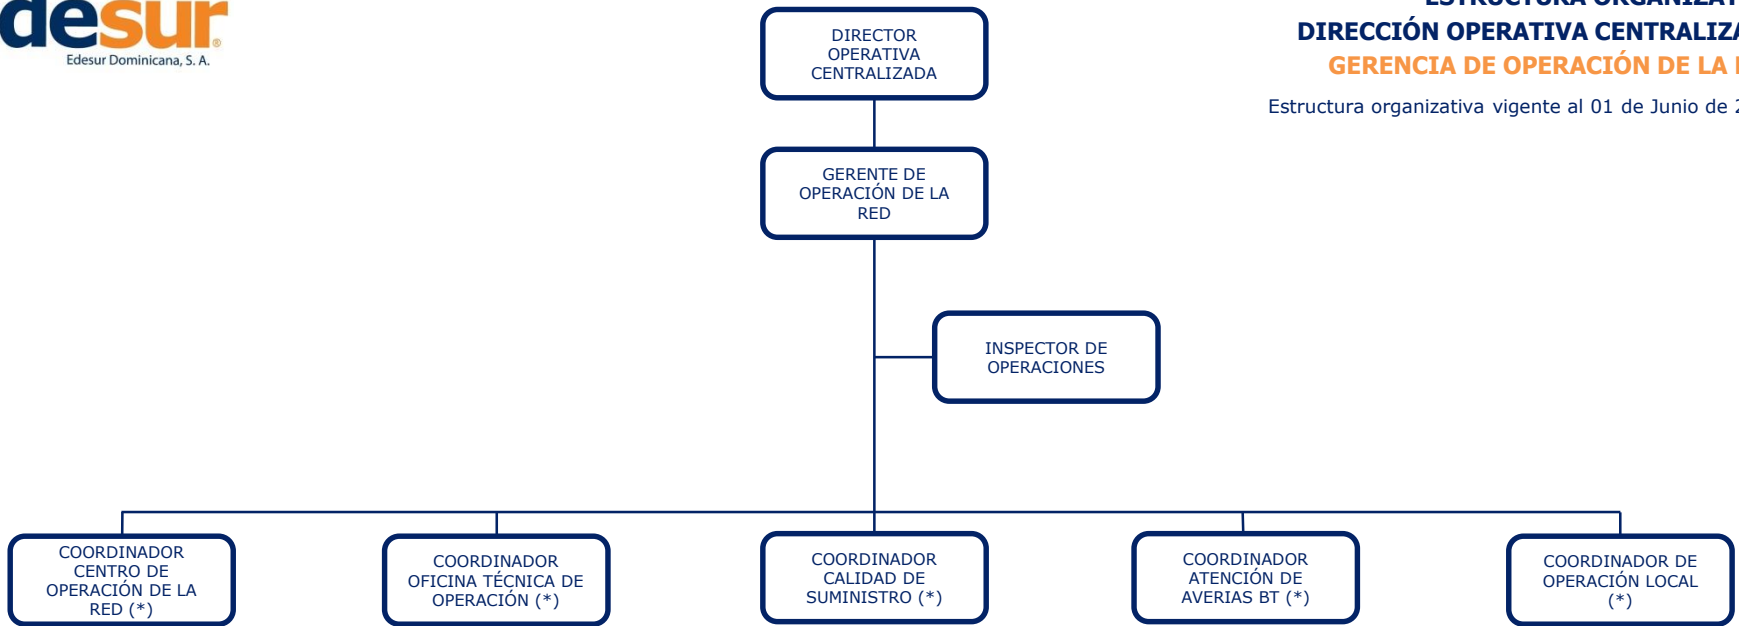 desur®
Edesur Dominicana, S. A.
DIRECCIÓN OPERATIVA
GERENCIA DE OPERACIÓN DE LA
Estructura organizativa vigente al 01 de Junio de
DIRECTOR
OPERATIVA
CENTRALIZADA
GERENTE DE
OPERACIÓN DE LA
RED
INSPECTOR DE
OPERACIONES
COORDINADOR
CENTRO DE
OPERACIÓN DE LA
RED (*)
COORDINADOR
OFICINA TÉCNICA DE
OPERACIÓN (*)
COORDINADOR
CALIDAD DE
SUMINISTRO (*)
COORDINADOR
ATENCIÓN DE
AVERIAS BT (*)
COORDINADOR DE
OPERACIÓN LOCAL
(*)